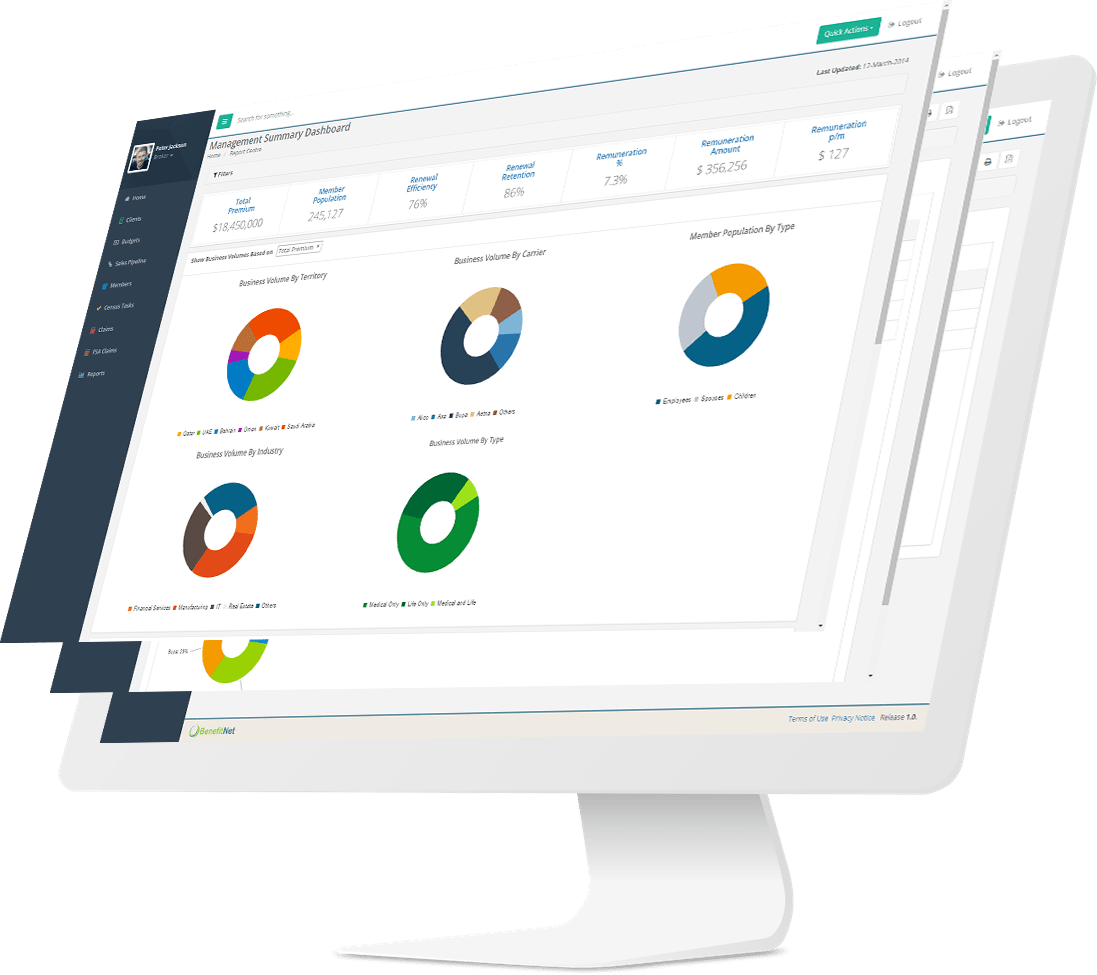 Quick Actions
Logout
Last Updated: 17-March-2014
Search for something...
Peter Jackson
Broker
Management Summary Dashboard
Home / Report Centre
Filters
Total Premium
$18,450,000
Member Population
245,127
Renewal Efficiency
76%
Renewal Retention
86%
Remuneration %
7.3%
Remuneration Amount
$ 356,256
Remuneration p/m
$ 127
Home
Clients
Budgets
Sales Pipeline
Members
Census Tasks
Claims
FSA Claims
Reports
Show Business Volumes Based on Total Premium
Business Volume By Territory
Qatar UAE Bahrain Oman Kuwait Saudi Arabia
Business Volume By Carrier
Alico Axa Bupa Aetna Others
Member Population By Type
Employees Spouses Children
Business Volume By Industry
Financial Services Manufacturing IT Real Estate Others
Business Volume By Type
Medical Only Life Only Medical and Life
Logout
Logout
BenefitNet
Terms of Use Privacy Notice Release 1.0.